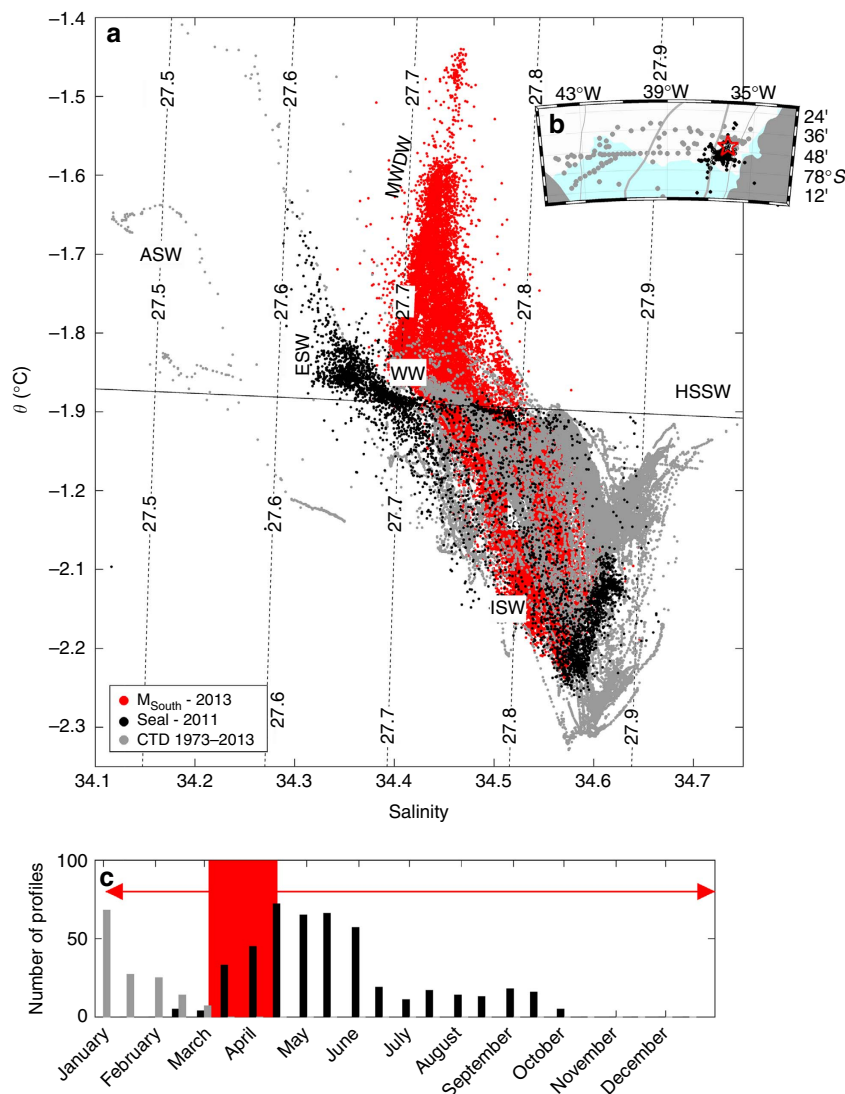 a
−1.4
−1.5
−1.6
−1.7
−1.8
−1.9
−1.2
−2.1
−2.2
−2.3
θ (°C)
27.5
27.6
27.7
27.8
27.9
MWDW
ASW
27.5
27.6
27.7
27.8
27.9
ESW
WW
HSSW
27.5
27.6
27.7
ISW
27.6
27.7
27.8
27.9
M_South - 2013
Seal - 2011
CTD 1973–2013
34.1
34.2
34.3
34.4
34.5
34.6
34.7
Salinity
b
43°W
39°W
35°W
24'
36'
48'
78°S
12'
c
100
50
0
Number of profiles
January
February
March
April
May
June
July
August
September
October
November
December